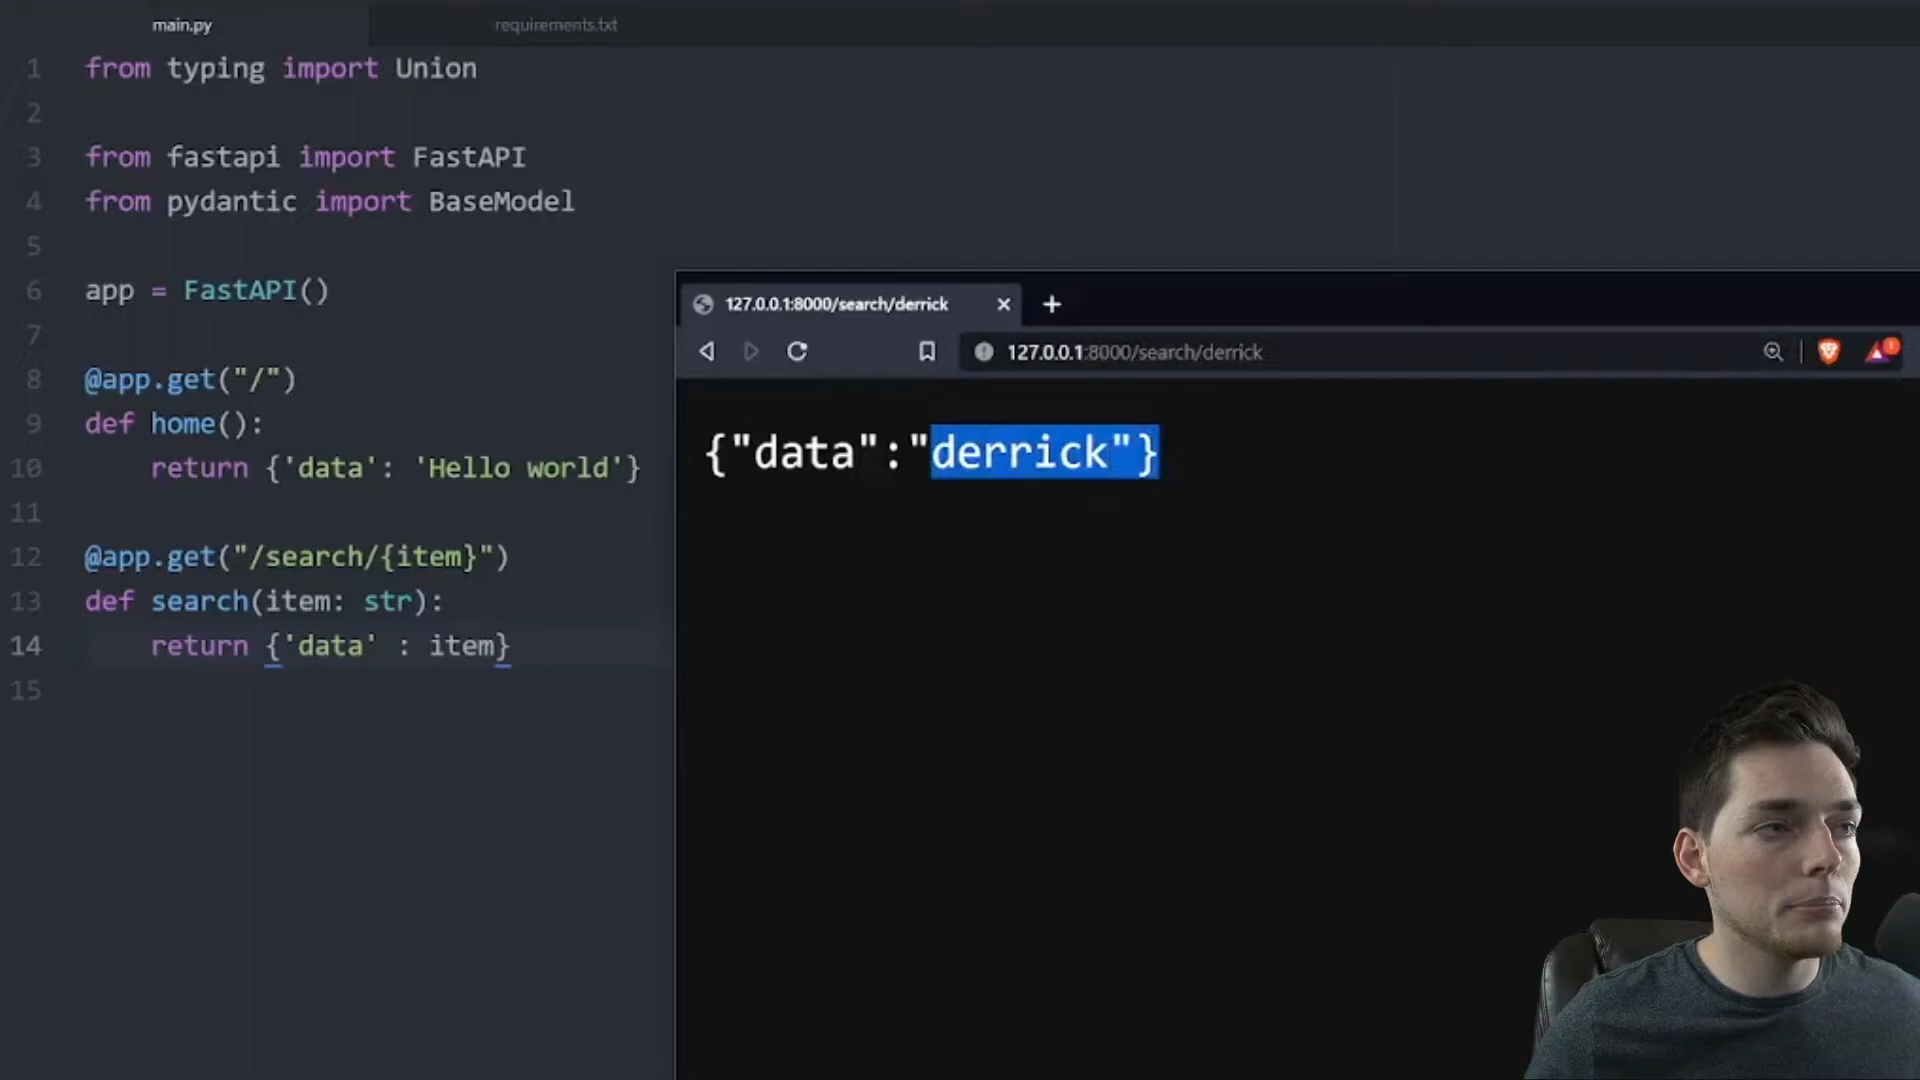 main.py
requirements.txt
1 from typing import Union
2
3 from fastapi import FastAPI
4 from pydantic import BaseModel
5
6 app = FastAPI()
7
8 @app.get("/")
9 def home():
10 return {'data': 'Hello world'}
11
12 @app.get("/search/{item}")
13 def search(item: str):
14 return {'data' : item}
15
127.0.0.1:8000/search/derrick
127.0.0.1:8000/search/derrick
{"data":"derrick"}